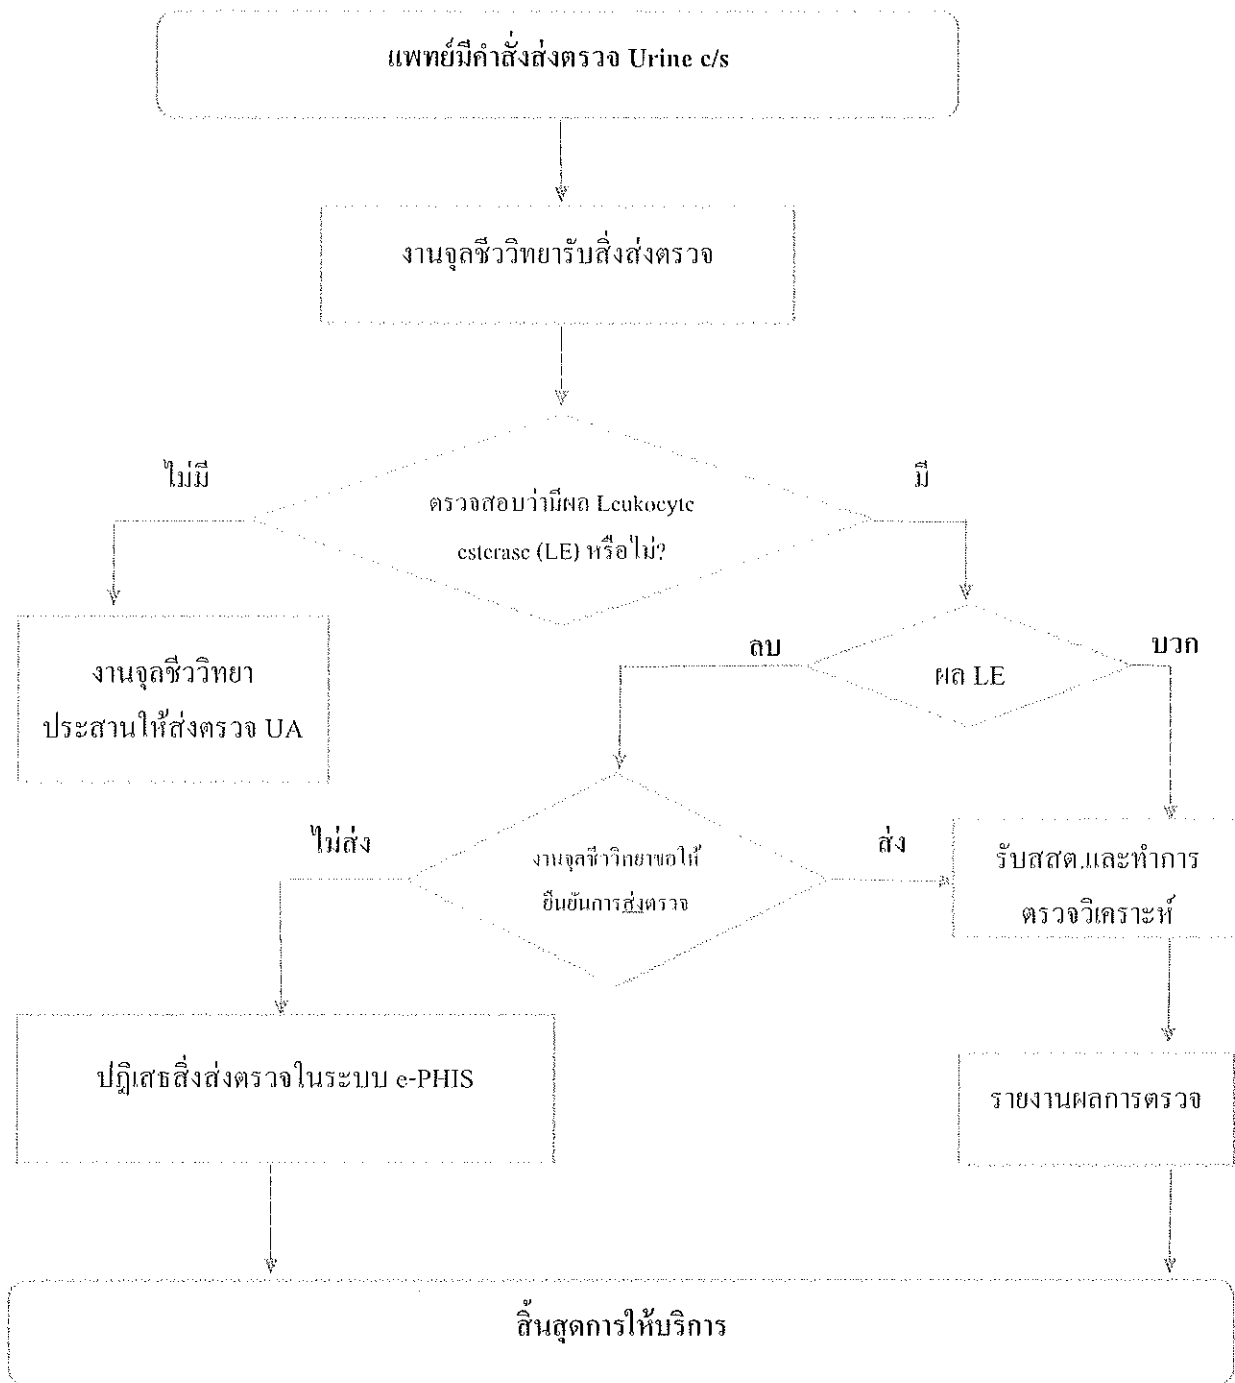 แพทย์มีคำสั่งส่งตรวจ Urine c/s
งานจุลชีววิทยารับสิ่งส่งตรวจ
ไม่มี
มี
ตรวจสอบว่ามีผล Leukocyte
esterase (LE) หรือไม่?
งานจุลชีววิทยา
ประสานให้ส่งตรวจ UA
ลบ
บวก
ผล LE
ไม่ส่ง
ส่ง
งานจุลชีววิทยาขอให้
ยืนยันการส่งตรวจ
รับสสต.และทำการ
ตรวจวิเคราะห์
ปฏิเสธสิ่งส่งตรวจในระบบ e-PHIS
รายงานผลการตรวจ
สิ้นสุดการให้บริการ